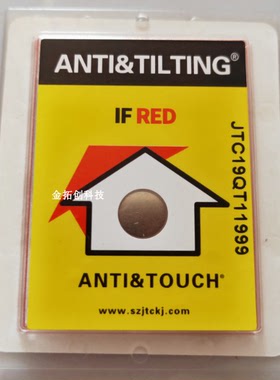 ANTI&TILTING®
IF RED
JTC19QT11999
金拓创科技
ANTI&TOUCH®
www.szjtckj.com